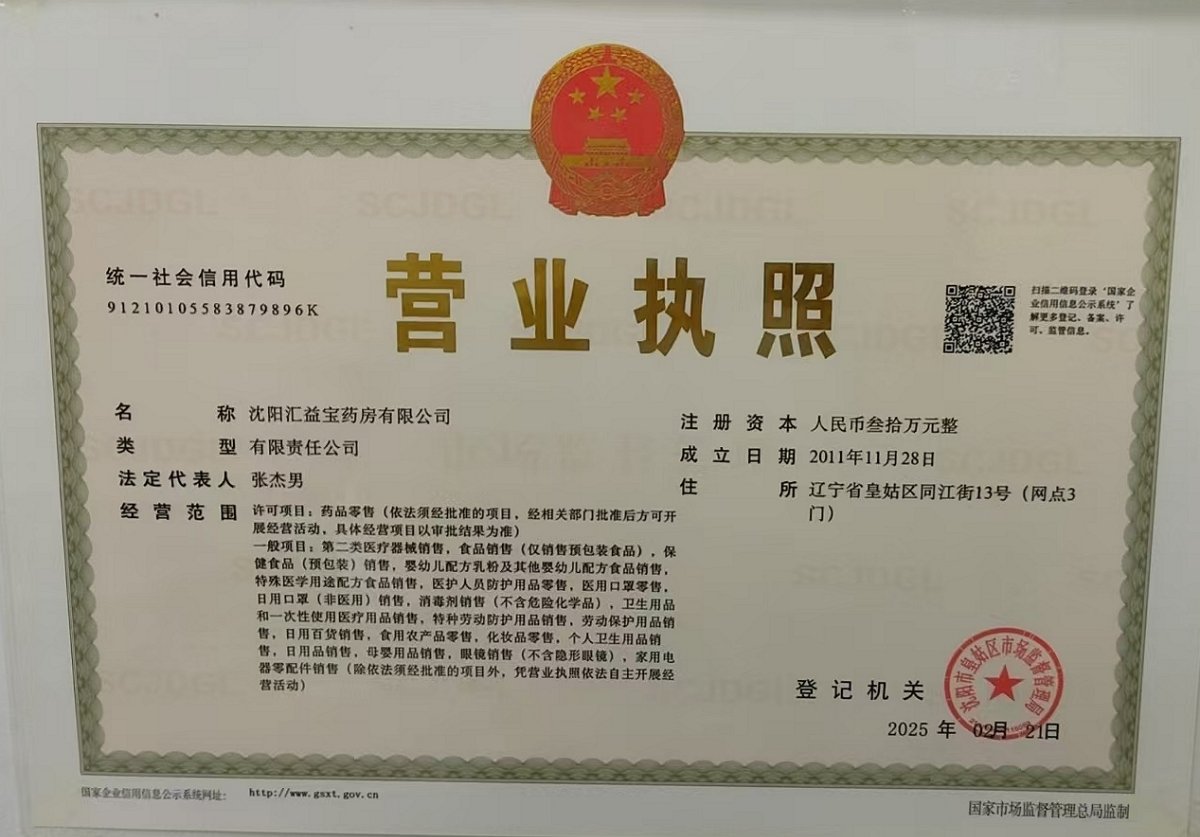 统一社会信用代码
91210105583879896K
营业执照
扫描二维码登录‘国家企
业信用信息公示系统’了
解更多登记、备案、许
可、监管信息。
名称 沈阳汇益宝药房有限公司
类型 有限责任公司
法定代表人 张杰男
经营范围 许可项目：药品零售（依法须经批准的项目，经相关部门批准后方可开
展经营活动，具体经营项目以审批结果为准）
一般项目：第二类医疗器械销售，食品销售（仅销售预包装食品），保
健食品（预包装）销售，婴幼儿配方乳粉及其他婴幼儿配方食品销售，
特殊医学用途配方食品销售，医护人员防护用品零售，医用口罩零售，
日用口罩（非医用）销售，消毒剂销售（不含危险化学品），卫生用品
和一次性使用医疗用品销售，特种劳动防护用品销售，劳动保护用品销
售，日用百货销售，食用农产品零售，化妆品零售，个人卫生用品销
售，日用品销售，母婴用品销售，眼镜销售（不含隐形眼镜），家用电
器零配件销售（除依法须经批准的项目外，凭营业执照依法自主开展经
营活动）
注册资本 人民币叁拾万元整
成立日期 2011年11月28日
住所 辽宁省皇姑区同江街13号（网点3
门）
登记机关
沈阳市皇姑区市场监督管理局
2025 年 02月 21日
国家企业信用信息公示系统网址： http://www.gsxt.gov.cn
国家市场监督管理总局监制
SCJDGL SCJDGL SCJDGL SCJDGL